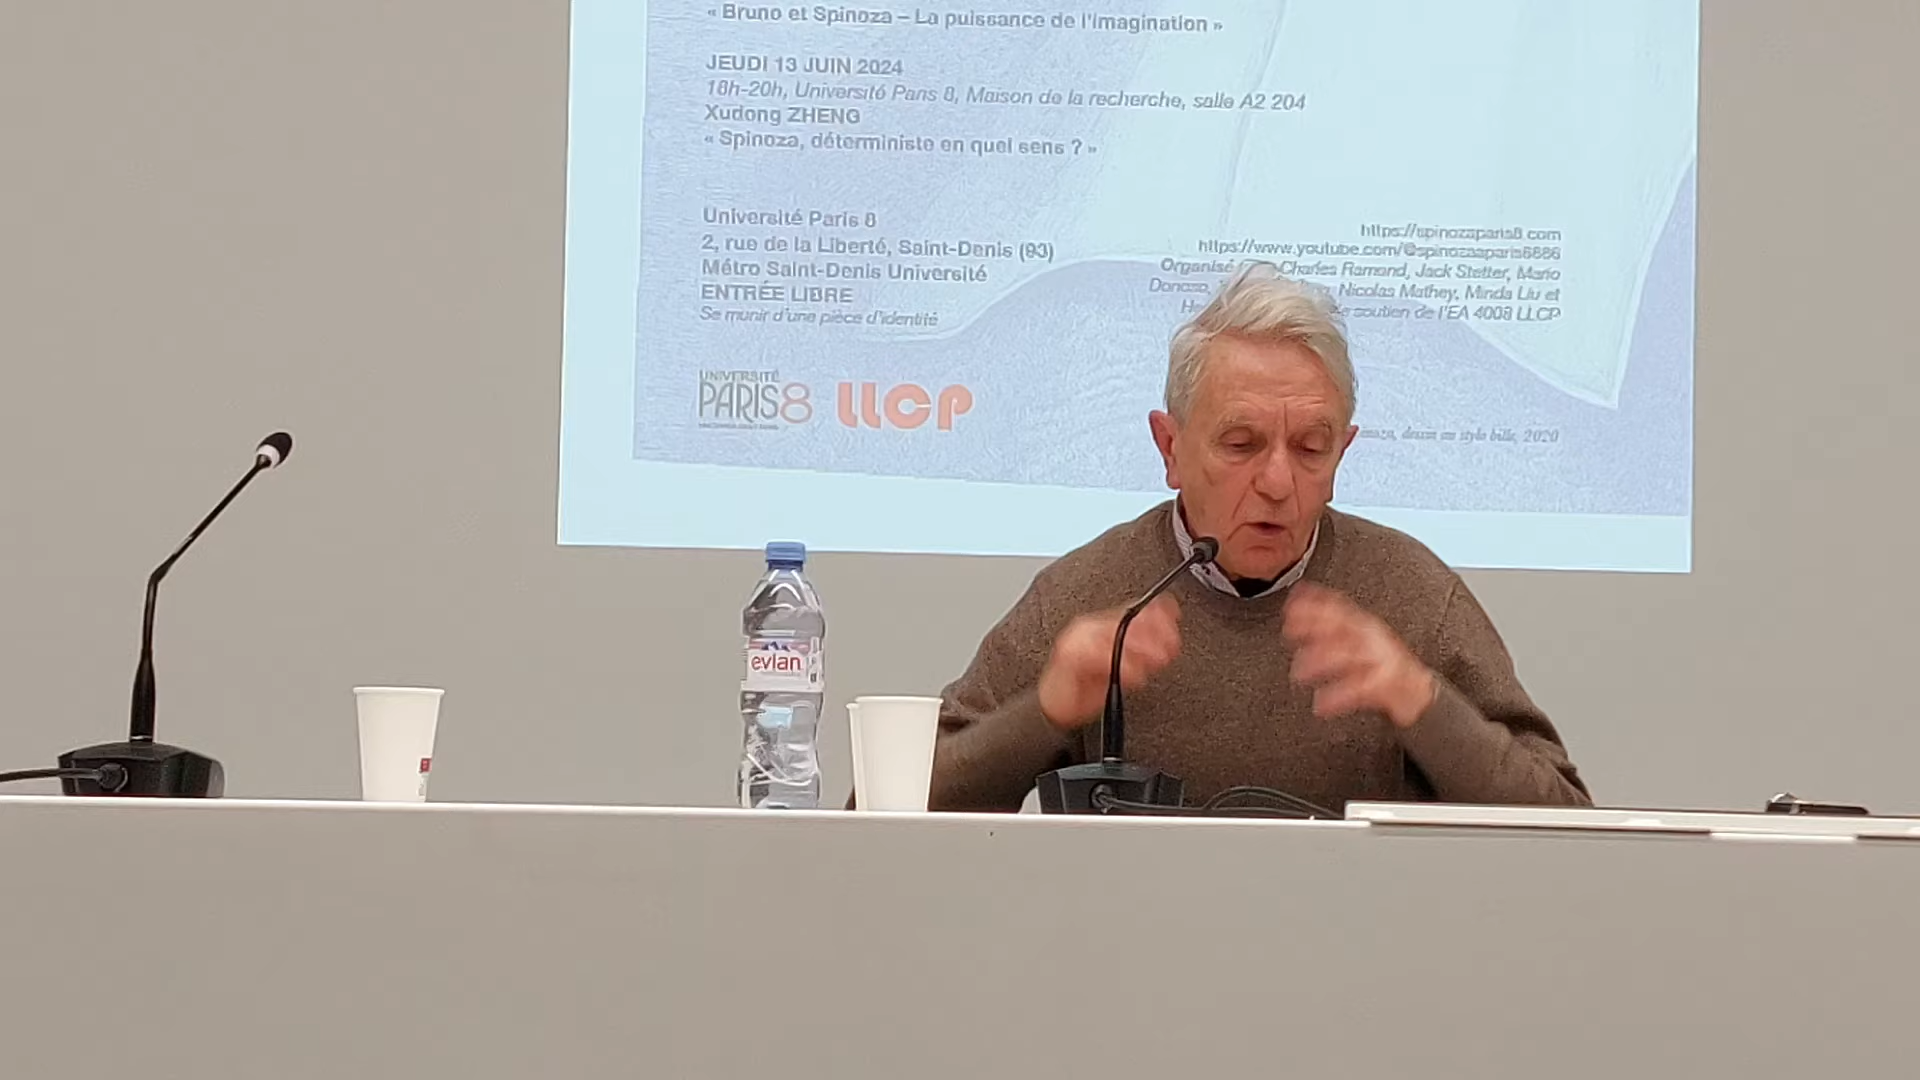 « Bruno et Spinoza – La puissance de l'imagination »
JEUDI 13 JUIN 2024
18h-20h, Université Paris 8, Maison de la recherche, salle A2 204
Xudong ZHENG
« Spinoza, déterministe en quel sens ? »
Université Paris 8
2, rue de la Liberté, Saint-Denis (93)
Métro Saint-Denis Université
ENTRÉE LIBRE
Se munir d'une pièce d'identité
https://spinozaparis8.com
https://www.youtube.com/@spinozaaparis8686
Organisé Charles Ramond, Jack Stetter, Mario
Donoso, Nicolas Mathey, Minda Liu et
soutien de l'EA 4008 LLCP
UNIVERSITÉ
PARIS8
LLCP
dessin au stylo bille, 2020
evian